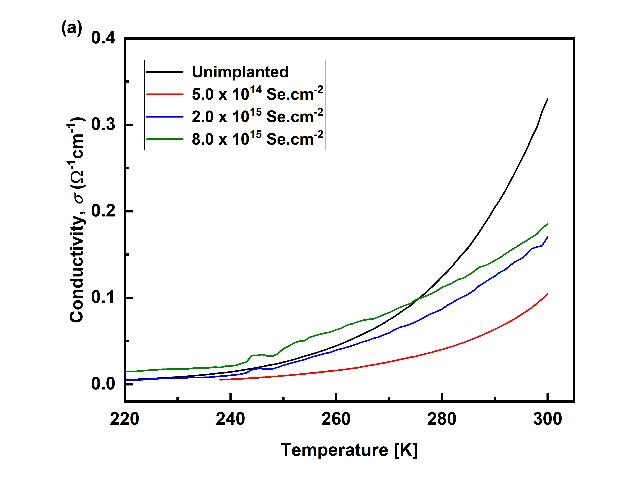 (a)
0.4
0.3
0.2
0.1
0.0
Conductivity, σ (Ω⁻¹cm⁻¹)
Unimplanted
5.0 x 10¹⁴ Se.cm⁻²
2.0 x 10¹⁵ Se.cm⁻²
8.0 x 10¹⁵ Se.cm⁻²
220 240 260 280 300
Temperature [K]